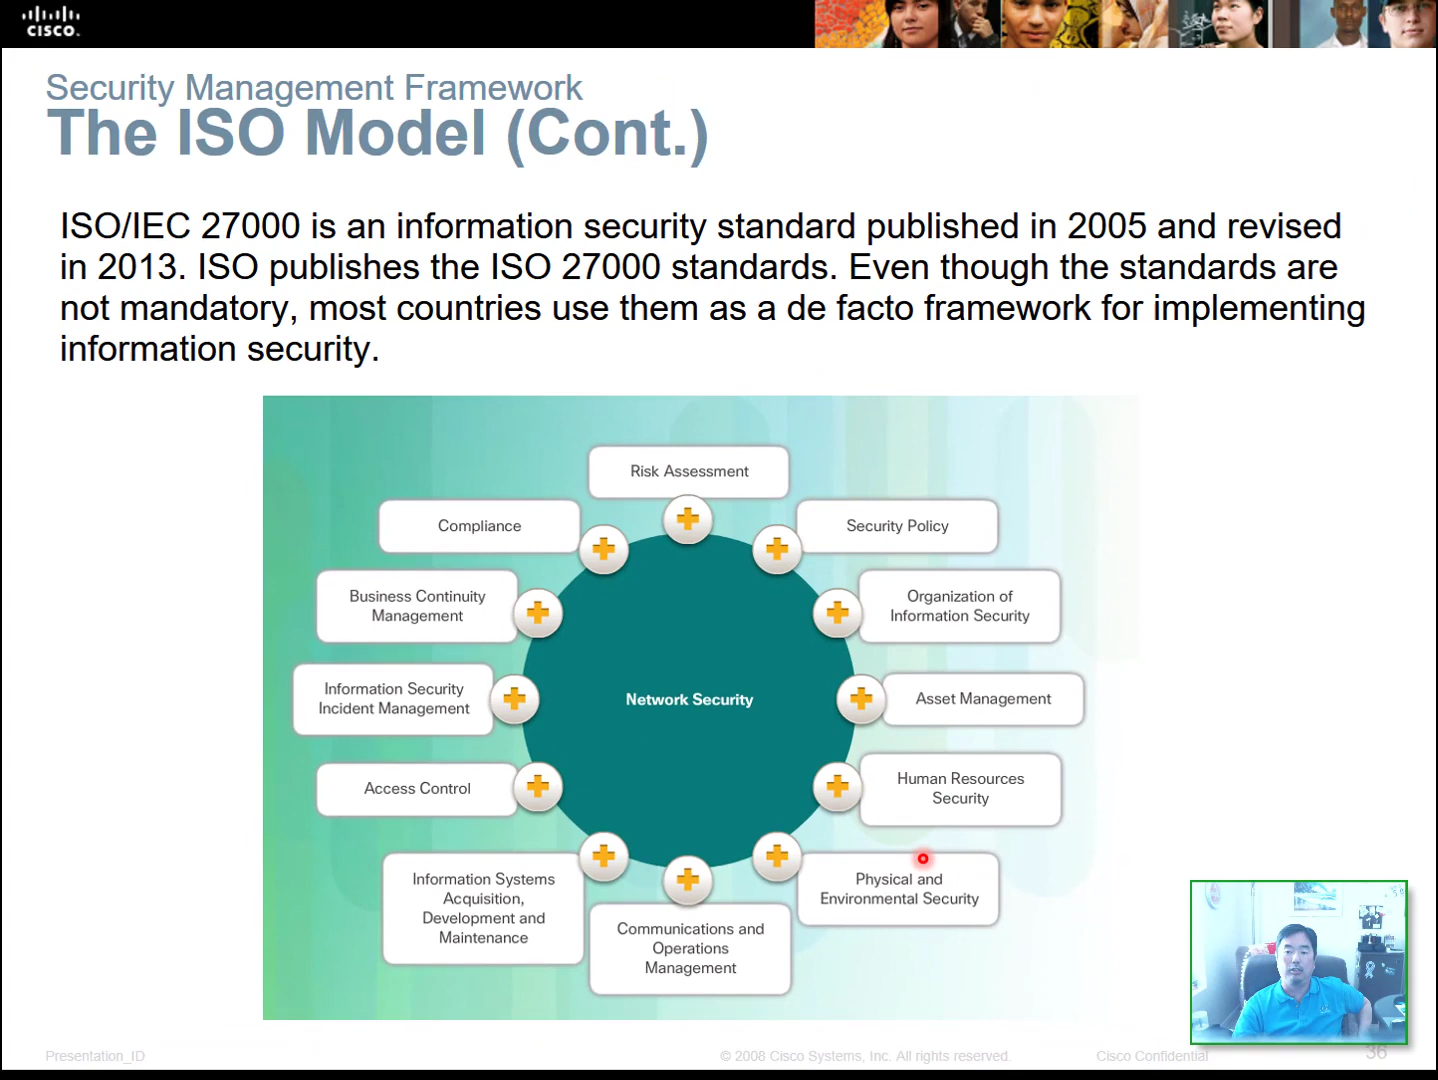 CISCO.
Security Management Framework
The ISO Model (Cont.)
ISO/IEC 27000 is an information security standard published in 2005 and revised
in 2013. ISO publishes the ISO 27000 standards. Even though the standards are
not mandatory, most countries use them as a de facto framework for implementing
information security.
Risk Assessment
Compliance
Security Policy
Business Continuity
Management
Organization of
Information Security
Information Security
Incident Management
Network Security
Asset Management
Access Control
Human Resources
Security
Information Systems
Acquisition,
Development and
Maintenance
Communications and
Operations
Management
Physical and
Environmental Security
Presentation_ID
© 2008 Cisco Systems, Inc. All rights reserved.
Cisco Confidential
36